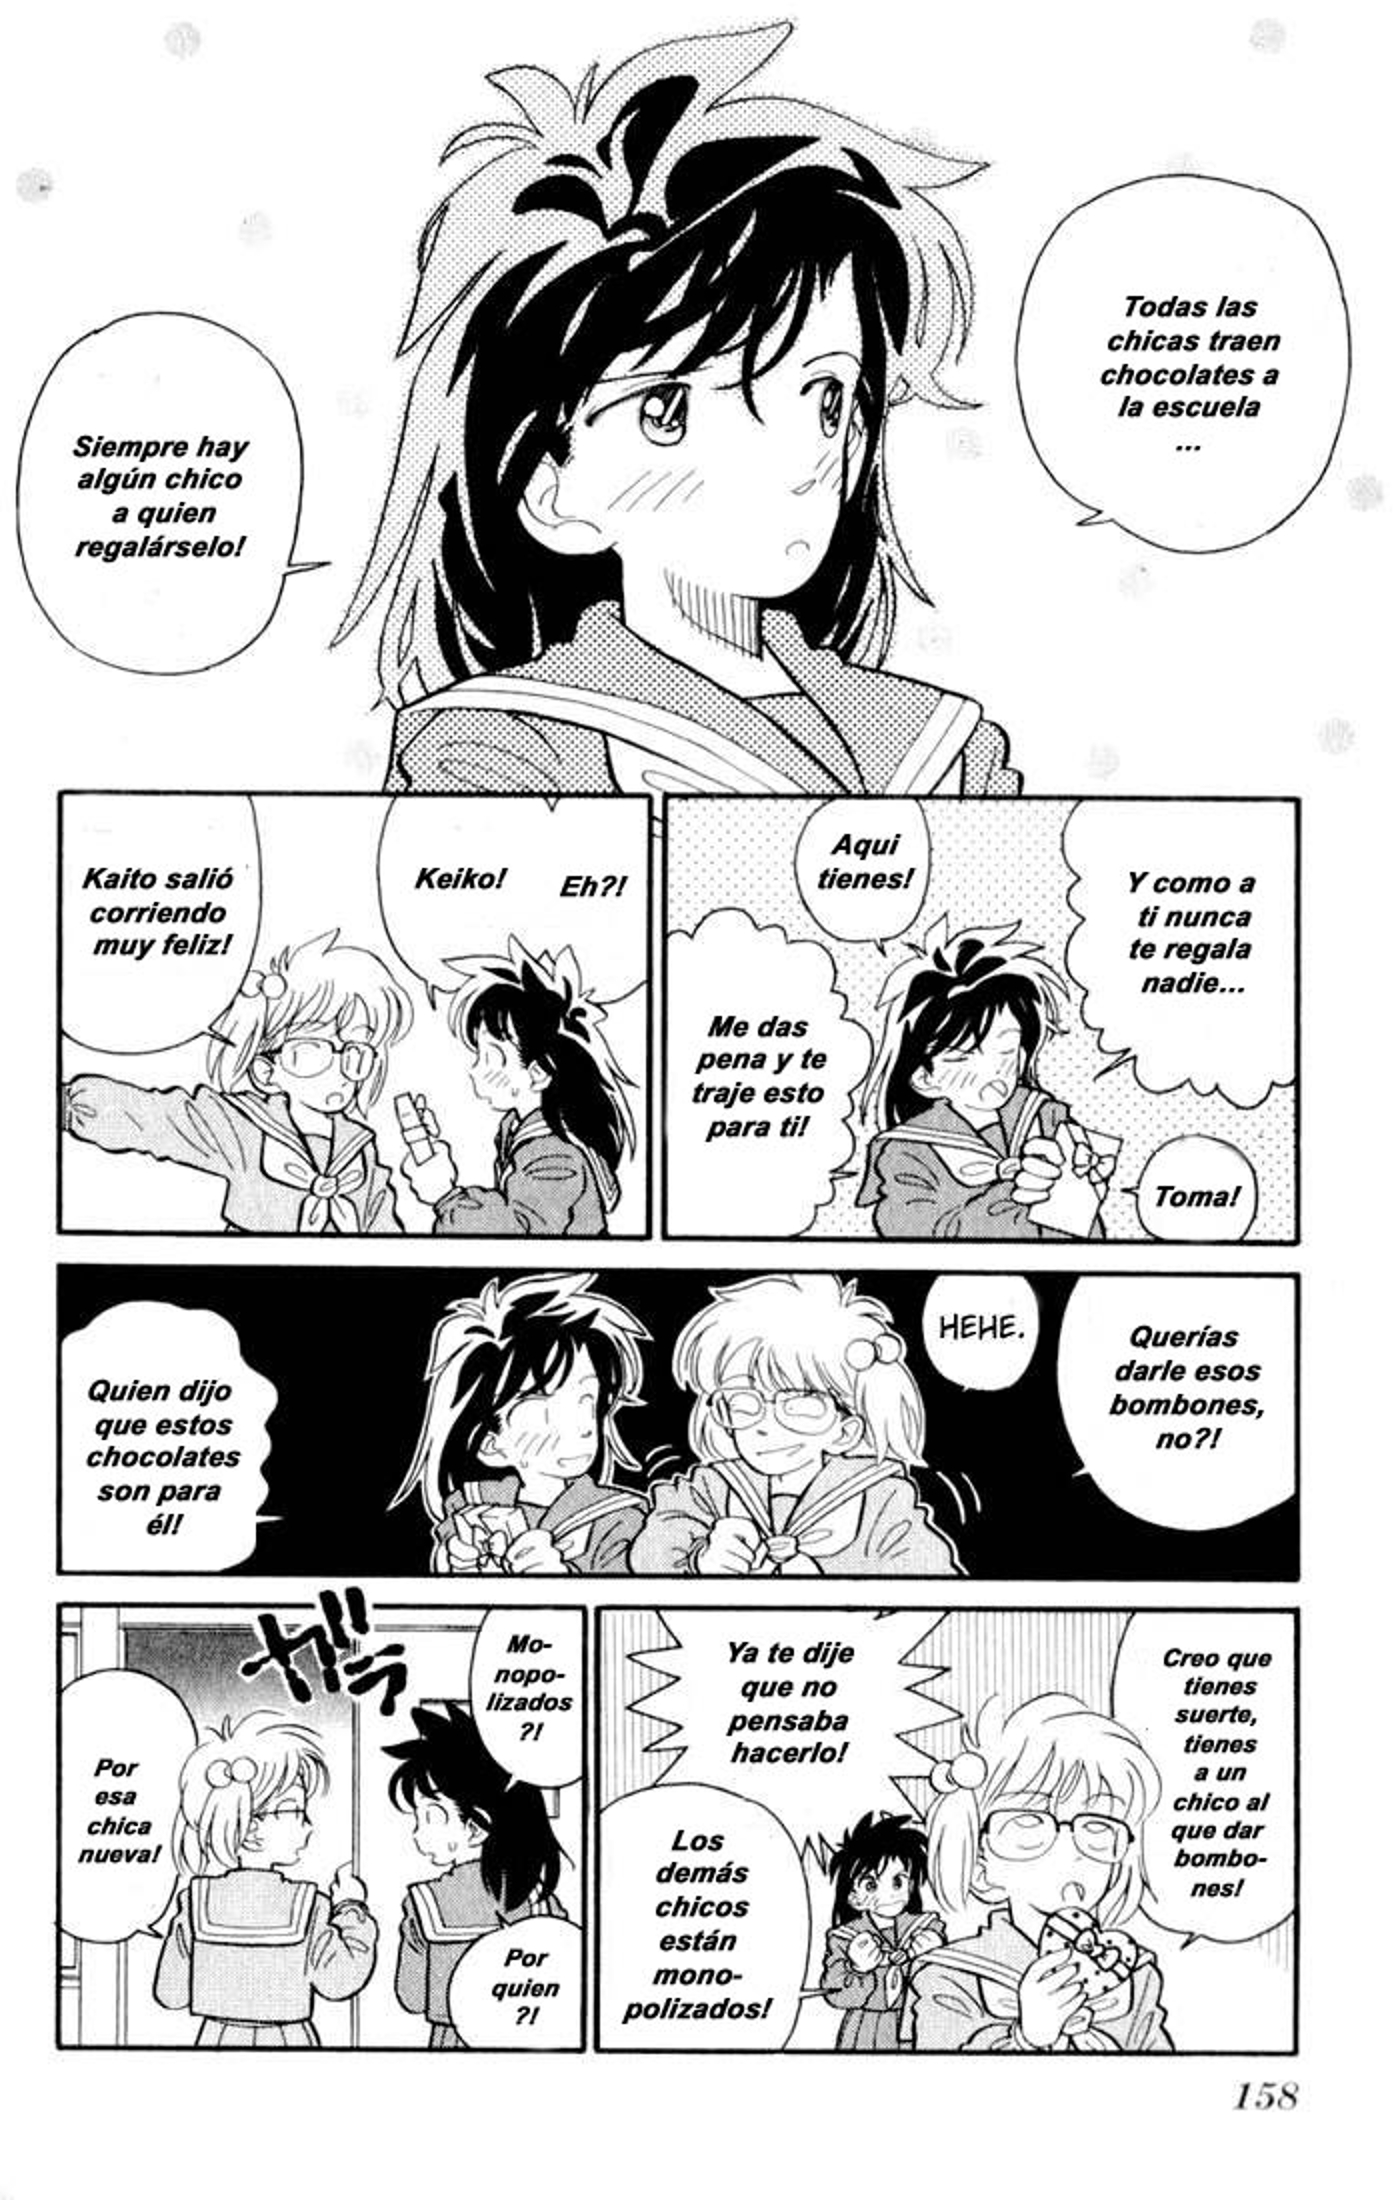 Todas las
chicas traen
chocolates a
la escuela
...
Siempre hay
algún chico
a quien
regalárselo!
Y como a
ti nunca
te regala
nadie...
Aqui
tienes!
Me das
pena y te
traje esto
para ti!
Toma!
Eh?!
Keiko!
Kaito salió
corriendo
muy feliz!
Querías
darle esos
bombones,
no?!
HEHE.
Quien dijo
que estos
chocolates
son para
él!
Creo que
tienes
suerte,
tienes
a un
chico al
que dar
bombo-
nes!
Ya te dije
que no
pensaba
hacerlo!
Los
demás
chicos
están
mono-
polizados!
Mo-
nopo-
lizados
?!
ガラ
Por
esa
chica
nueva!
Por
quien
?!
158